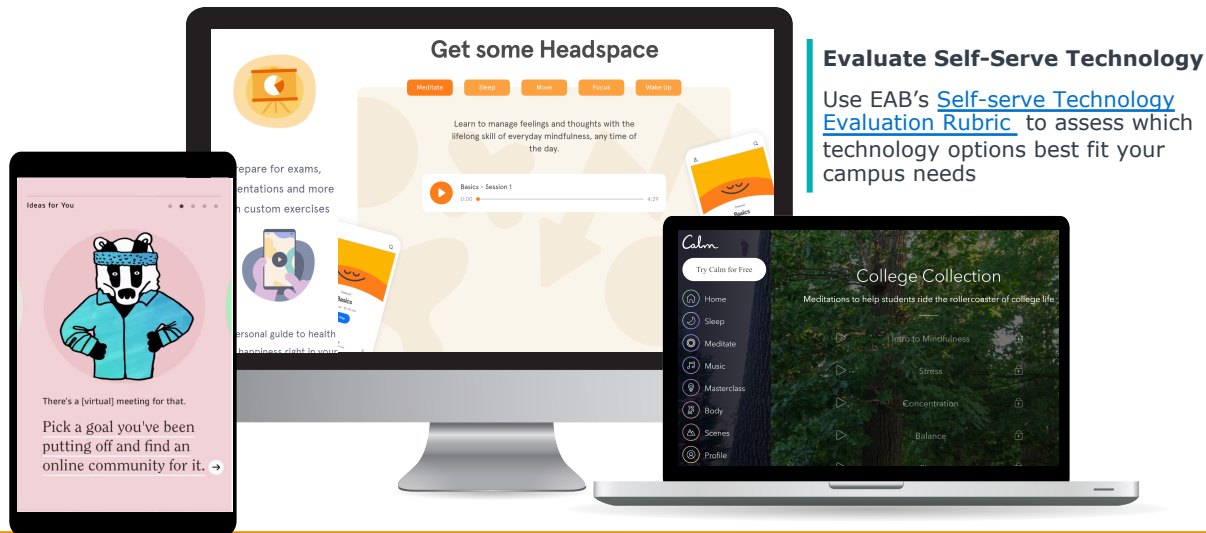 Get some Headspace
Meditate
Sleep
Move
Focus
Wake Up
Learn to manage feelings and thoughts with the
lifelong skill of everyday mindfulness, any time of
the day.
Basics - Session 1
0:00
4:29
epare for exams,
entations and more
custom exercises
ersonal guide to health
happiness right in your
Basics
Basics
Evaluate Self-Serve Technology
Use EAB's Self-serve Technology
Evaluation Rubric to assess which
technology options best fit your
campus needs
Ideas for You
There's a [virtual] meeting for that.
Pick a goal you've been
putting off and find an
online community for it.
Calm
Try Calm for Free
Home
Sleep
Meditate
Music
Masterclass
Body
Scenes
Profile
College Collection
Meditations to help students ride the rollercoaster of college life
Intro to Mindfulness
Stress
Concentration
Balance